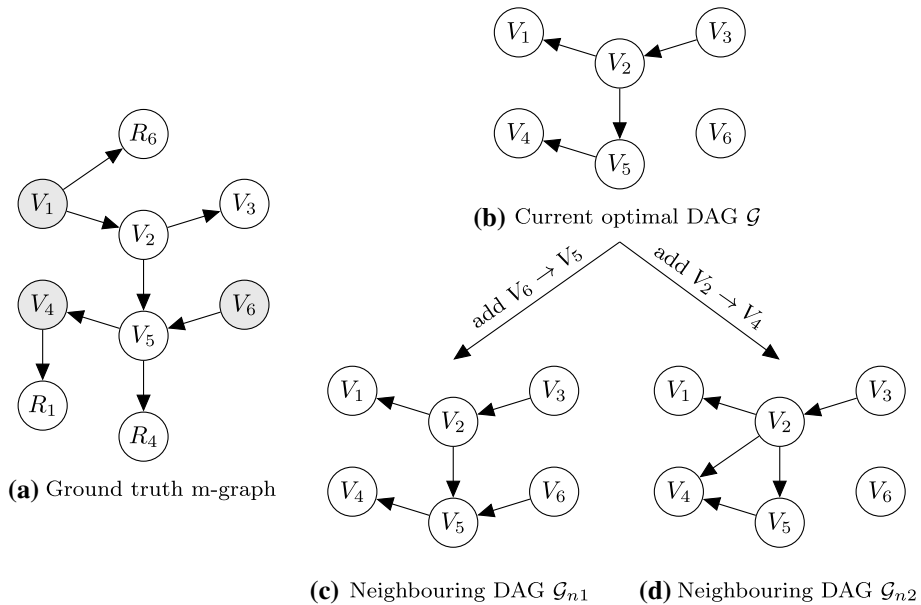 R6
V1
V3
V2
V4
V6
V5
R1
R4
(a) Ground truth m-graph
V1
V3
V2
V4
V6
V5
(b) Current optimal DAG 𝒢
add V6 → V5
add V2 → V4
V1
V3
V2
V4
V6
V5
(c) Neighbouring DAG 𝒢n1
V1
V3
V2
V4
V6
V5
(d) Neighbouring DAG 𝒢n2